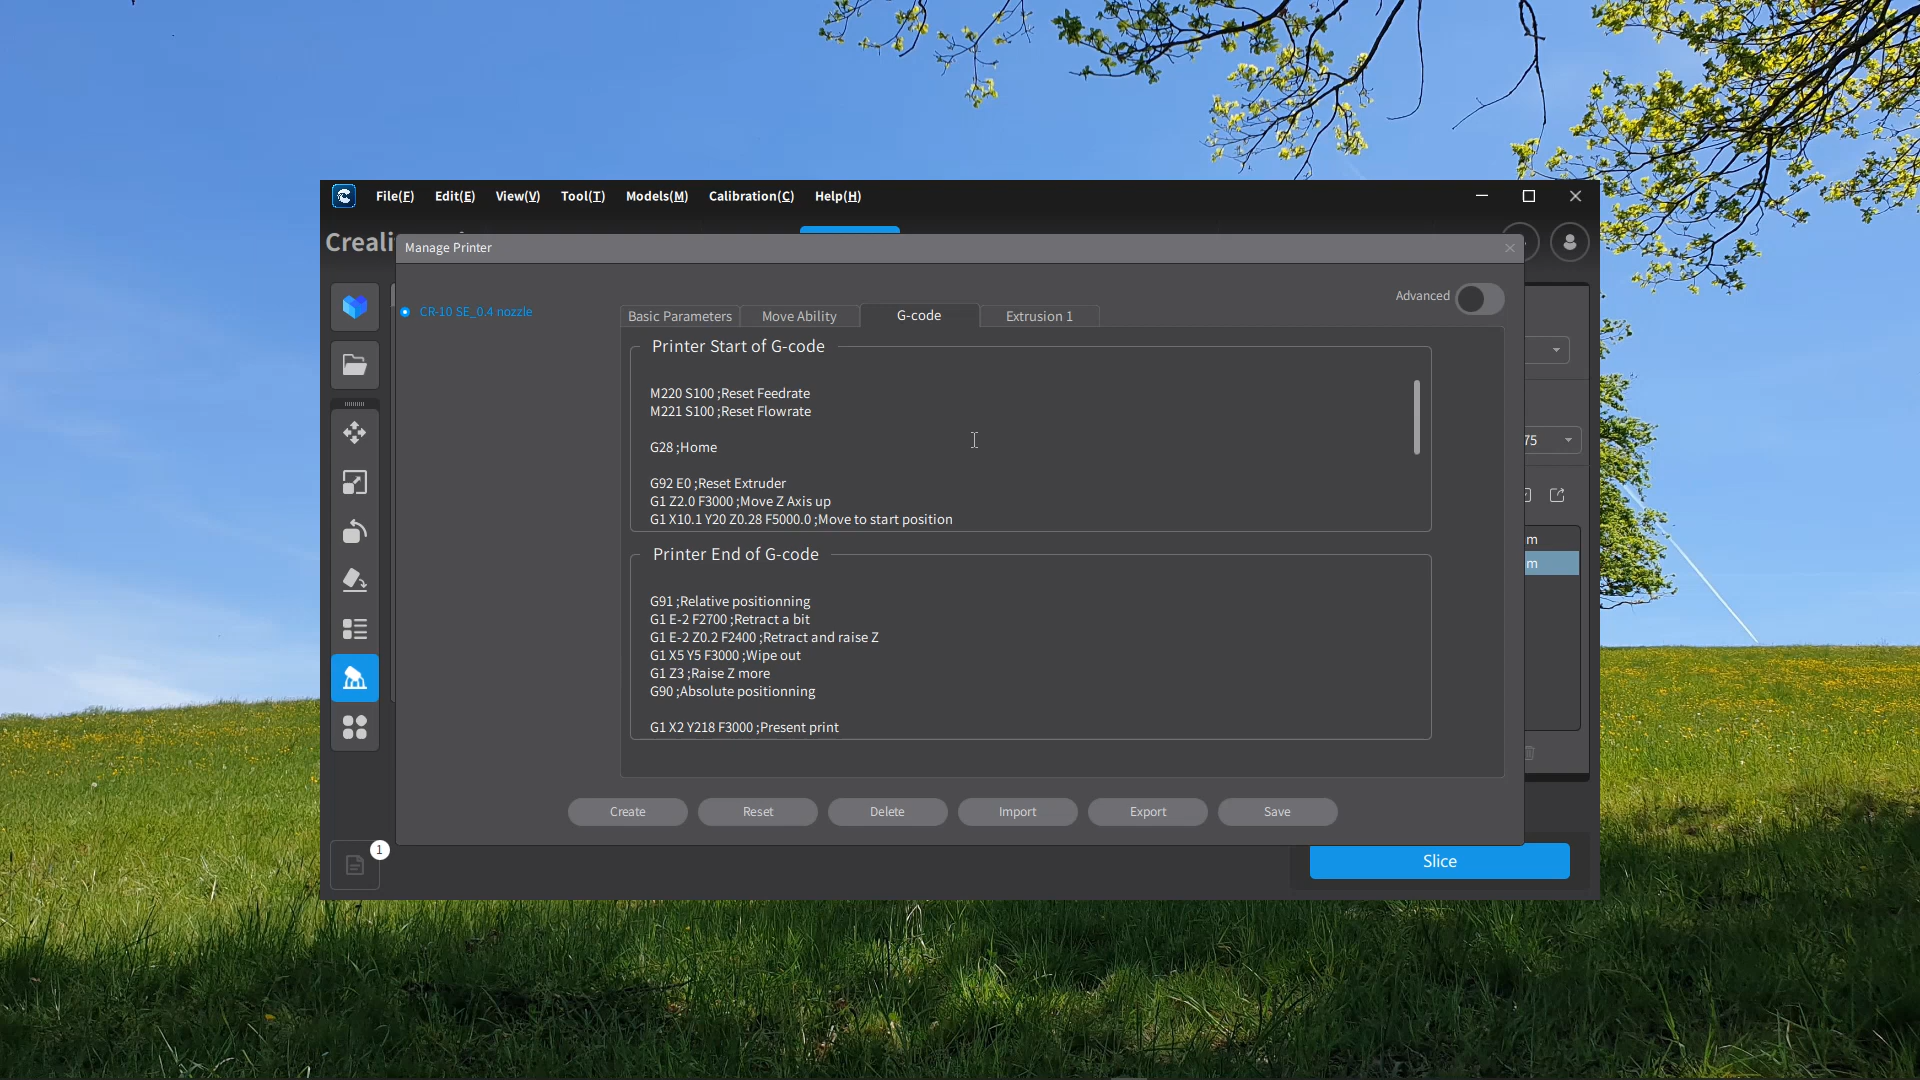 File(F) Edit(E) View(V) Tool(T) Models(M) Calibration(C) Help(H)
Manage Printer
CR-10 SE_0.4 nozzle
Advanced
Basic Parameters Move Ability G-code Extrusion 1
Printer Start of G-code
M220 S100 ;Reset Feedrate
M221 S100 ;Reset Flowrate
G28 ;Home
G92 E0 ;Reset Extruder
G1 Z2.0 F3000 ;Move Z Axis up
G1 X10.1 Y20 Z0.28 F5000.0 ;Move to start position
Printer End of G-code
G91 ;Relative positionning
G1 E-2 F2700 ;Retract a bit
G1 E-2 Z0.2 F2400 ;Retract and raise Z
G1 X5 Y5 F3000 ;Wipe out
G1 Z3 ;Raise Z more
G90 ;Absolute positionning
G1 X2 Y218 F3000 ;Present print
Create Reset Delete Import Export Save
75
m
m
1
Slice